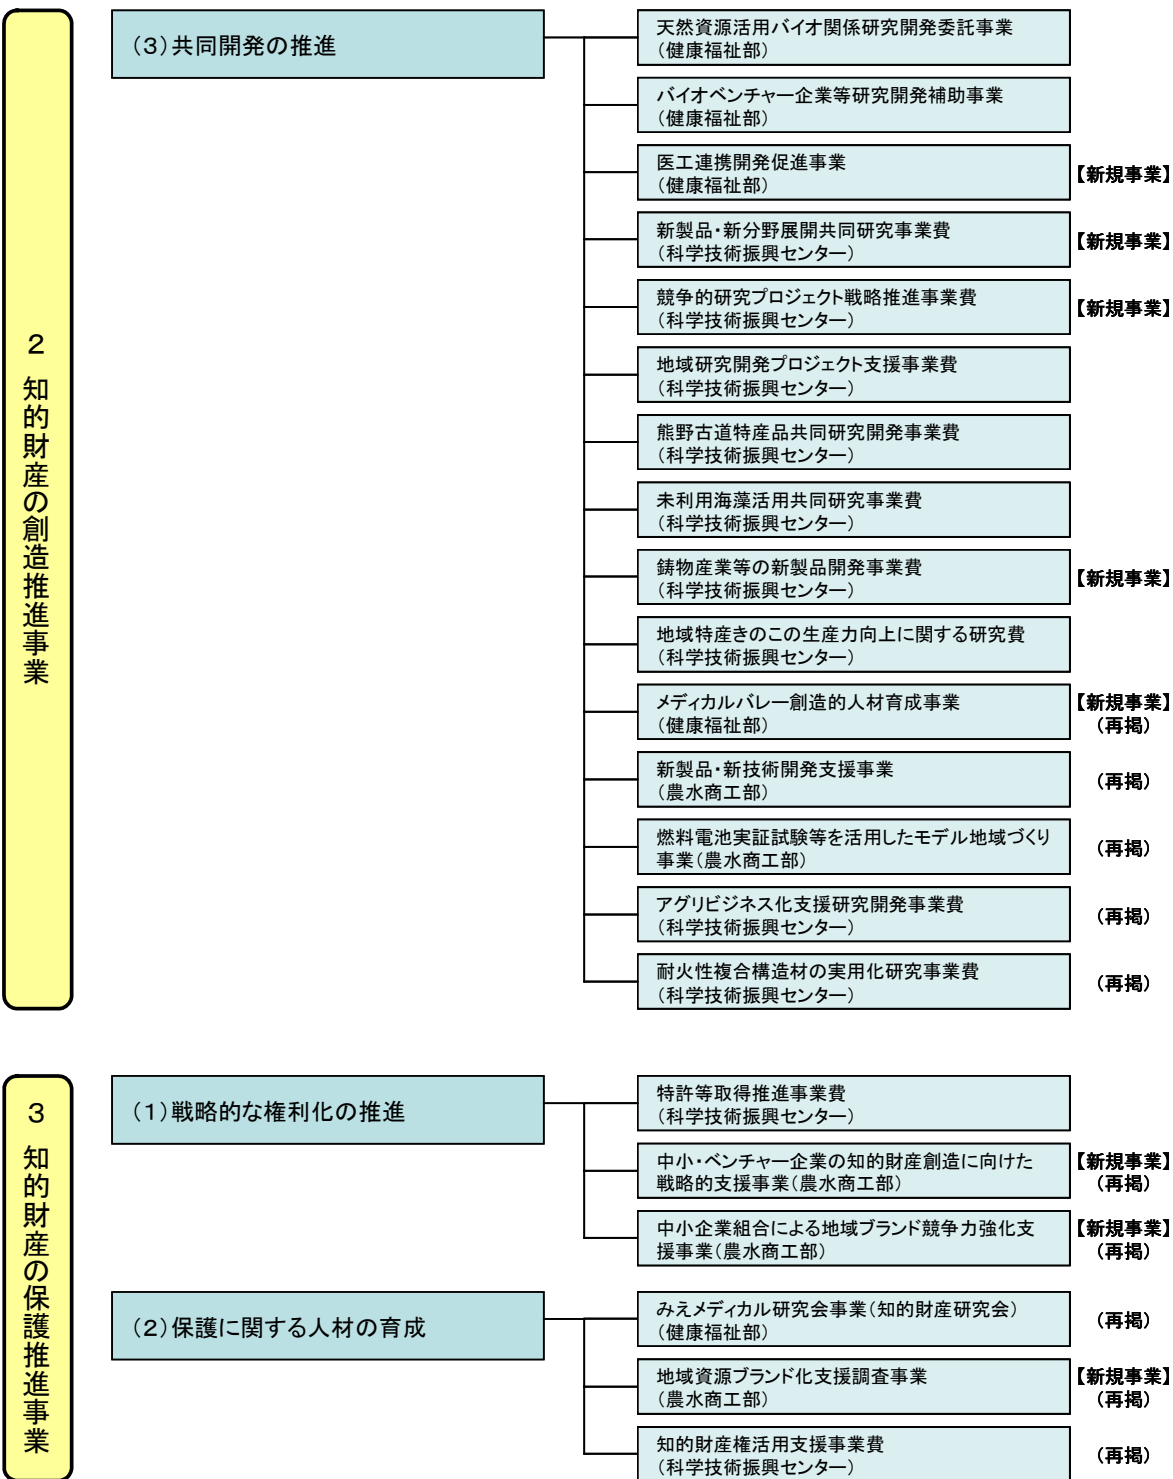 2 知的財産の創造推進事業
(3)共同開発の推進
天然資源活用バイオ関係研究開発委託事業
(健康福祉部)
バイオベンチャー企業等研究開発補助事業
(健康福祉部)
医工連携開発促進事業
(健康福祉部)
【新規事業】
新製品・新分野展開共同研究事業費
(科学技術振興センター)
【新規事業】
競争的研究プロジェクト戦略推進事業費
(科学技術振興センター)
【新規事業】
地域研究開発プロジェクト支援事業費
(科学技術振興センター)
熊野古道特産品共同研究開発事業費
(科学技術振興センター)
未利用海藻活用共同研究事業費
(科学技術振興センター)
鋳物産業等の新製品開発事業費
(科学技術振興センター)
【新規事業】
地域特産きのこの生産力向上に関する研究費
(科学技術振興センター)
メディカルバレー創造的人材育成事業
(健康福祉部)
【新規事業】
(再掲)
新製品・新技術開発支援事業
(農水商工部)
(再掲)
燃料電池実証試験等を活用したモデル地域づくり
事業(農水商工部)
(再掲)
アグリビジネス化支援研究開発事業費
(科学技術振興センター)
(再掲)
耐火性複合構造材の実用化研究事業費
(科学技術振興センター)
(再掲)
3 知的財産の保護推進事業
(1)戦略的な権利化の推進
特許等取得推進事業費
(科学技術振興センター)
中小・ベンチャー企業の知的財産創造に向けた
戦略的支援事業(農水商工部)
【新規事業】
(再掲)
中小企業組合による地域ブランド競争力強化支
援事業(農水商工部)
【新規事業】
(再掲)
(2)保護に関する人材の育成
みえメディカル研究会事業(知的財産研究会)
(健康福祉部)
(再掲)
地域資源ブランド化支援調査事業
(農水商工部)
【新規事業】
(再掲)
知的財産権活用支援事業費
(科学技術振興センター)
(再掲)